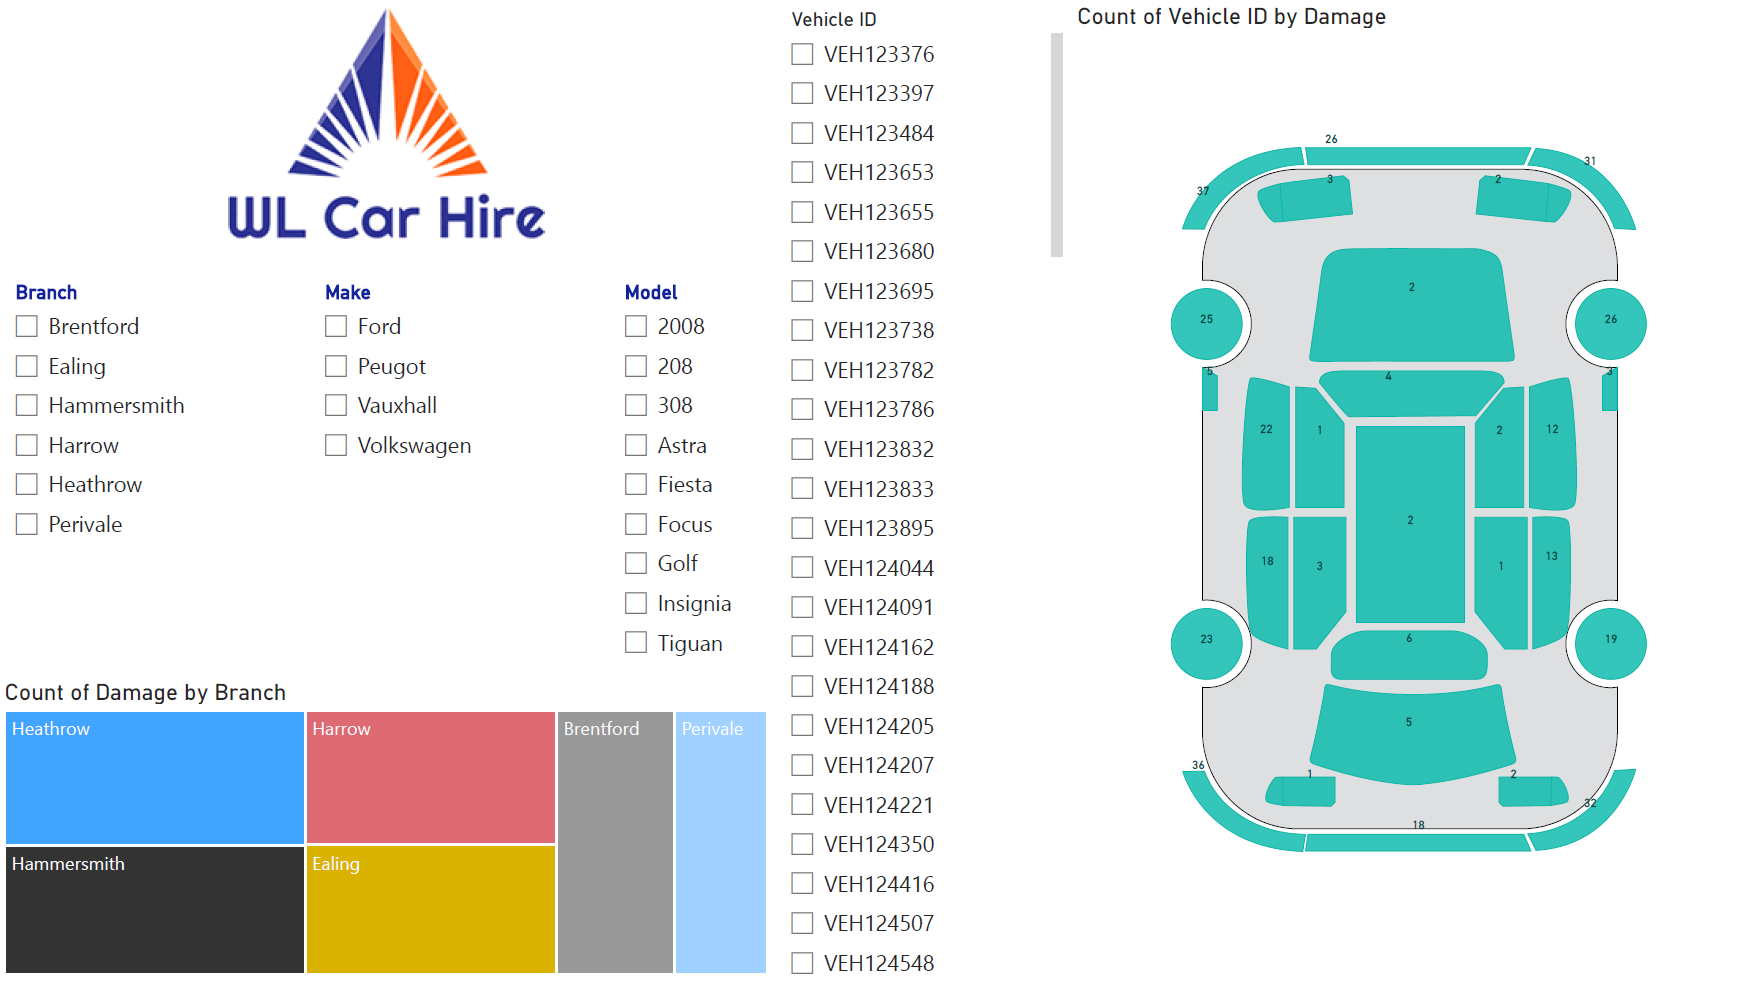 WL Car Hire
Branch
Brentford
Ealing
Hammersmith
Harrow
Heathrow
Perivale
Make
Ford
Peugot
Vauxhall
Volkswagen
Model
2008
208
308
Astra
Fiesta
Focus
Golf
Insignia
Tiguan
Count of Damage by Branch
Heathrow
Harrow
Brentford
Perivale
Hammersmith
Ealing
Vehicle ID
VEH123376
VEH123397
VEH123484
VEH123653
VEH123655
VEH123680
VEH123695
VEH123738
VEH123782
VEH123786
VEH123832
VEH123833
VEH123895
VEH124044
VEH124091
VEH124162
VEH124188
VEH124205
VEH124207
VEH124221
VEH124350
VEH124416
VEH124507
VEH124548
Count of Vehicle ID by Damage
26
31
37
3
2
2
25
26
5
3
4
22
1
2
12
2
18
3
1
13
23
6
19
5
36
1
2
32
18